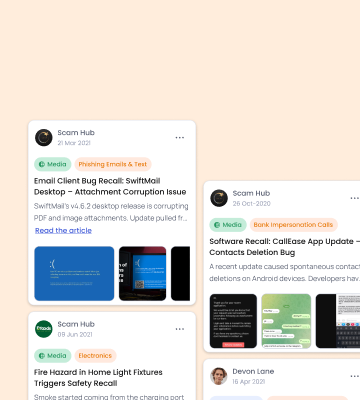 Scam Hub
21 Mar 2021
Media
Phishing Emails & Text
Email Client Bug Recall: SwiftMail
Desktop – Attachment Corruption Issue
SwiftMail's v4.6.2 desktop release is corrupting
PDF and image attachments. Update pulled fr...
Read the article
Scam Hub
09 Jun 2021
Media
Electronics
Fire Hazard in Home Light Fixtures
Triggers Safety Recall
Smoke started coming from the charging port
Scam Hub
26-Oct-2020
Media
Bank Impersonation Calls
Software Recall: CallEase App Update –
Contacts Deletion Bug
A recent update caused spontaneous contact
deletions on Android devices. Developers hav
Devon Lane
16 Apr 2021